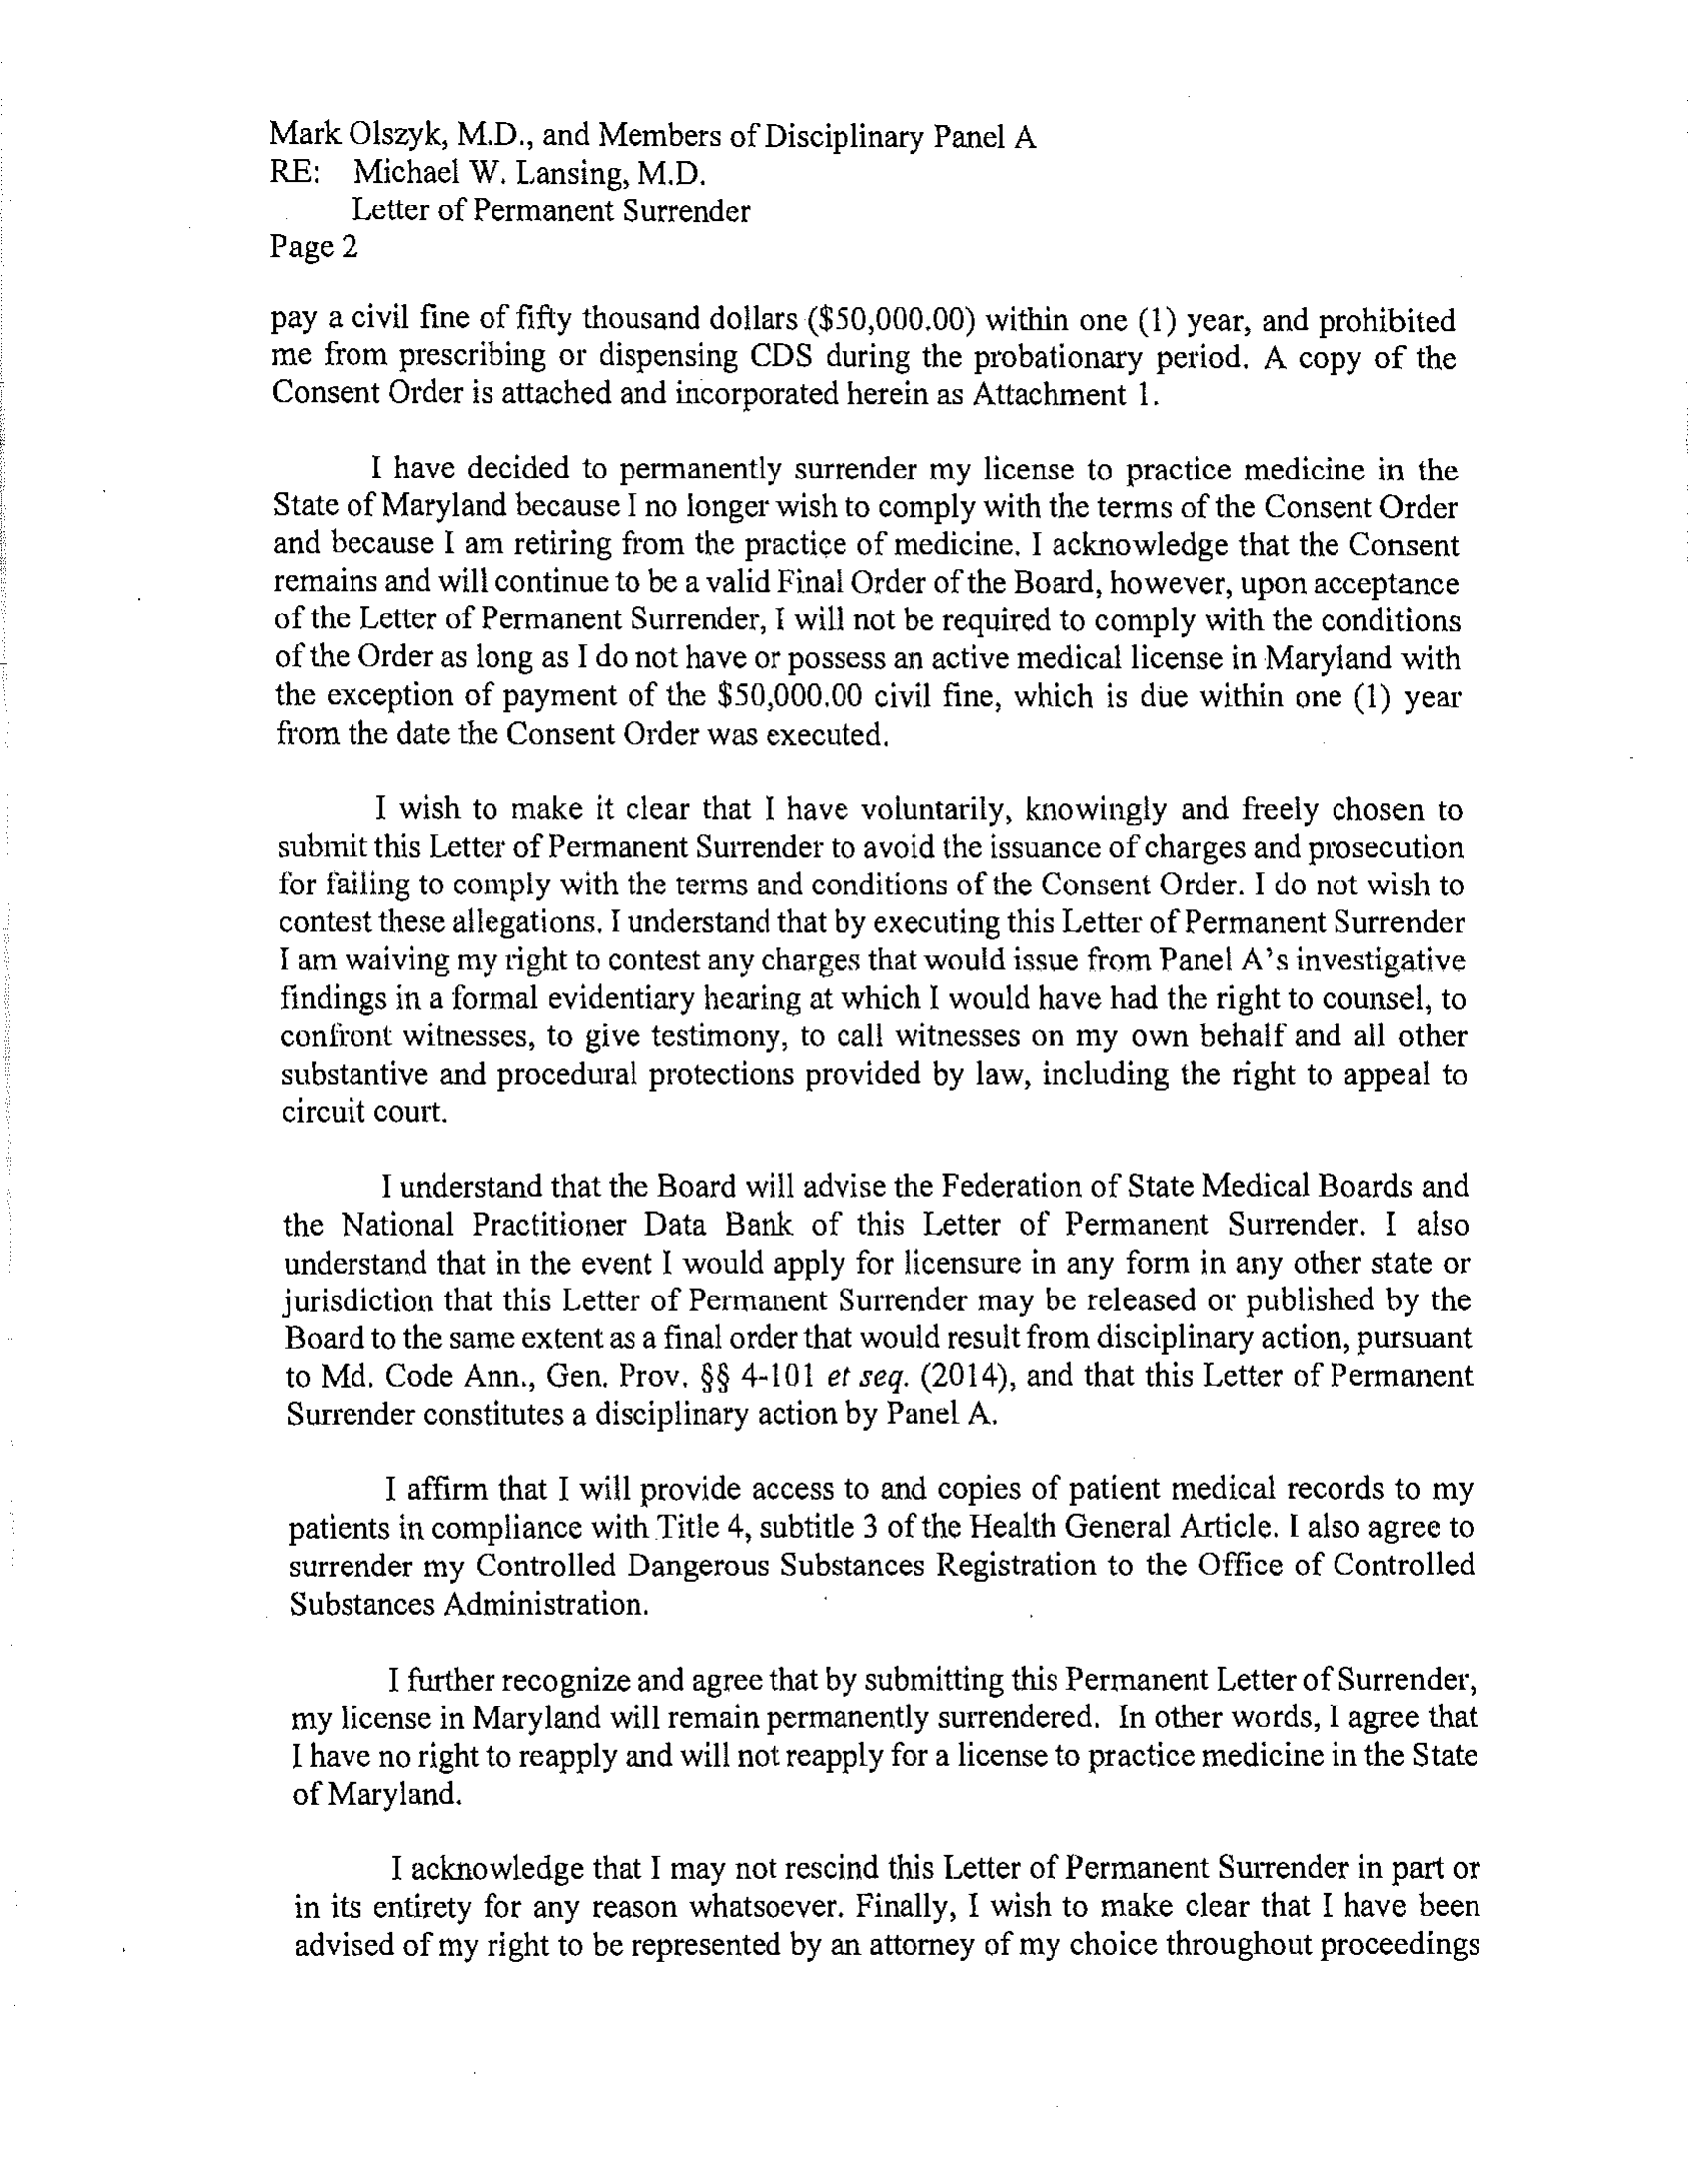 Mark Olszyk, M.D., and Members of Disciplinary Panel A
RE: Michael W. Lansing, M.D.
Letter of Permanent Surrender
Page 2
pay a civil fine of fifty thousand dollars ($50,000.00) within one (1) year, and prohibited
me from prescribing or dispensing CDS during the probationary period. A copy of the
Consent Order is attached and incorporated herein as Attachment 1.
I have decided to permanently surrender my license to practice medicine in the
State of Maryland because I no longer wish to comply with the terms of the Consent Order
and because I am retiring from the practice of medicine. I acknowledge that the Consent
remains and will continue to be a valid Final Order of the Board, however, upon acceptance
of the Letter of Permanent Surrender, I will not be required to comply with the conditions
of the Order as long as I do not have or possess an active medical license in Maryland with
the exception of payment of the $50,000.00 civil fine, which is due within one (1) year
from the date the Consent Order was executed.
I wish to make it clear that I have voluntarily, knowingly and freely chosen to
submit this Letter of Permanent Surrender to avoid the issuance of charges and prosecution
for failing to comply with the terms and conditions of the Consent Order. I do not wish to
contest these allegations. I understand that by executing this Letter of Permanent Surrender
I am waiving my right to contest any charges that would issue from Panel A's investigative
findings in a formal evidentiary hearing at which I would have had the right to counsel, to
confront witnesses, to give testimony, to call witnesses on my own behalf and all other
substantive and procedural protections provided by law, including the right to appeal to
circuit court.
I understand that the Board will advise the Federation of State Medical Boards and
the National Practitioner Data Bank of this Letter of Permanent Surrender. I also
understand that in the event I would apply for licensure in any form in any other state or
jurisdiction that this Letter of Permanent Surrender may be released or published by the
Board to the same extent as a final order that would result from disciplinary action, pursuant
to Md. Code Ann., Gen. Prov. §§ 4-101 et seq. (2014), and that this Letter of Permanent
Surrender constitutes a disciplinary action by Panel A.
I affirm that I will provide access to and copies of patient medical records to my
patients in compliance with Title 4, subtitle 3 of the Health General Article. I also agree to
surrender my Controlled Dangerous Substances Registration to the Office of Controlled
Substances Administration.
I further recognize and agree that by submitting this Permanent Letter of Surrender,
my license in Maryland will remain permanently surrendered. In other words, I agree that
I have no right to reapply and will not reapply for a license to practice medicine in the State
of Maryland.
I acknowledge that I may not rescind this Letter of Permanent Surrender in part or
in its entirety for any reason whatsoever. Finally, I wish to make clear that I have been
advised of my right to be represented by an attorney of my choice throughout proceedings